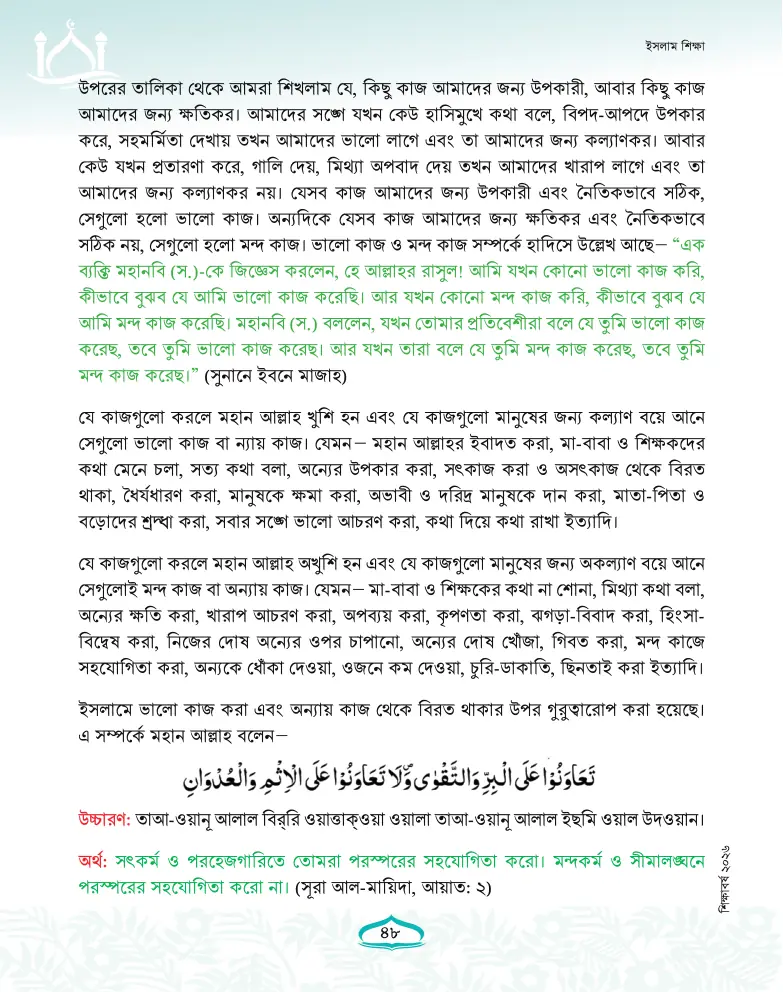 ইসলাম শিক্ষা
উপরের তালিকা থেকে আমরা শিখলাম যে, কিছু কাজ আমাদের জন্য উপকারী, আবার কিছু কাজ
আমাদের জন্য ক্ষতিকর। আমাদের সঙ্গে যখন কেউ হাসিমুখে কথা বলে, বিপদ-আপদে উপকার
করে, সহমর্মিতা দেখায় তখন আমাদের ভালো লাগে এবং তা আমাদের জন্য কল্যাণকর। আবার
কেউ যখন প্রতারণা করে, গালি দেয়, মিথ্যা অপবাদ দেয় তখন আমাদের খারাপ লাগে এবং তা
আমাদের জন্য কল্যাণকর নয়। যেসব কাজ আমাদের জন্য উপকারী এবং নৈতিকভাবে সঠিক,
সেগুলো হলো ভালো কাজ। অন্যদিকে যেসব কাজ আমাদের জন্য ক্ষতিকর এবং নৈতিকভাবে
সঠিক নয়, সেগুলো হলো মন্দ কাজ। ভালো কাজ ও মন্দ কাজ সম্পর্কে হাদিসে উল্লেখ আছে– “এক
ব্যক্তি মহানবি (স.)-কে জিজ্ঞেস করলেন, হে আল্লাহর রাসুল! আমি যখন কোনো ভালো কাজ করি,
কীভাবে বুঝব যে আমি ভালো কাজ করেছি। আর যখন কোনো মন্দ কাজ করি, কীভাবে বুঝব যে
আমি মন্দ কাজ করেছি। মহানবি (স.) বললেন, যখন তোমার প্রতিবেশীরা বলে যে তুমি ভালো কাজ
করেছ, তবে তুমি ভালো কাজ করেছ। আর যখন তারা বলে যে তুমি মন্দ কাজ করেছ, তবে তুমি
মন্দ কাজ করেছ।” (সুনানে ইবনে মাজাহ)
যে কাজগুলো করলে মহান আল্লাহ খুশি হন এবং যে কাজগুলো মানুষের জন্য কল্যাণ বয়ে আনে
সেগুলো ভালো কাজ বা ন্যায় কাজ। যেমন– মহান আল্লাহর ইবাদত করা, মা-বাবা ও শিক্ষকদের
কথা মেনে চলা, সত্য কথা বলা, অন্যের উপকার করা, সৎকাজ করা ও অসৎকাজ থেকে বিরত
থাকা, ধৈর্যধারণ করা, মানুষকে ক্ষমা করা, অভাবী ও দরিদ্র মানুষকে দান করা, মাতা-পিতা ও
বড়োদের শ্রদ্ধা করা, সবার সঙ্গে ভালো আচরণ করা, কথা দিয়ে কথা রাখা ইত্যাদি।
যে কাজগুলো করলে মহান আল্লাহ অখুশি হন এবং যে কাজগুলো মানুষের জন্য অকল্যাণ বয়ে আনে
সেগুলোই মন্দ কাজ বা অন্যায় কাজ। যেমন– মা-বাবা ও শিক্ষকের কথা না শোনা, মিথ্যা কথা বলা,
অন্যের ক্ষতি করা, খারাপ আচরণ করা, অপব্যয় করা, কৃপণতা করা, ঝগড়া-বিবাদ করা, হিংসা-
বিদ্বেষ করা, নিজের দোষ অন্যের ওপর চাপানো, অন্যের দোষ খোঁজা, গিবত করা, মন্দ কাজে
সহযোগিতা করা, অন্যকে ধোঁকা দেওয়া, ওজনে কম দেওয়া, চুরি-ডাকাতি, ছিনতাই করা ইত্যাদি।
ইসলামে ভালো কাজ করা এবং অন্যায় কাজ থেকে বিরত থাকার উপর গুরুত্বারোপ করা হয়েছে।
এ সম্পর্কে মহান আল্লাহ বলেন–
تَعَاوَنُوْا عَلَى الْبِرِّ وَالتَّقْوٰى وَّلَا تَعَاوَنُوْا عَلَى الْاِثْمِ وَالْعُدْوَانِ
উচ্চারণ: তাআ-ওয়ানূ আলাল বির্‌রি ওয়াত্তাক্‌ওয়া ওয়ালা তাআ-ওয়ানূ আলাল ইছমি ওয়াল উদওয়ান।
অর্থ: সৎকর্ম ও পরহেজগারিতে তোমরা পরস্পরের সহযোগিতা করো। মন্দকর্ম ও সীমালঙ্ঘনে
পরস্পরের সহযোগিতা করো না। (সূরা আল-মায়িদা, আয়াত: ২)
শিক্ষাবর্ষ ২০২৬
৪৮